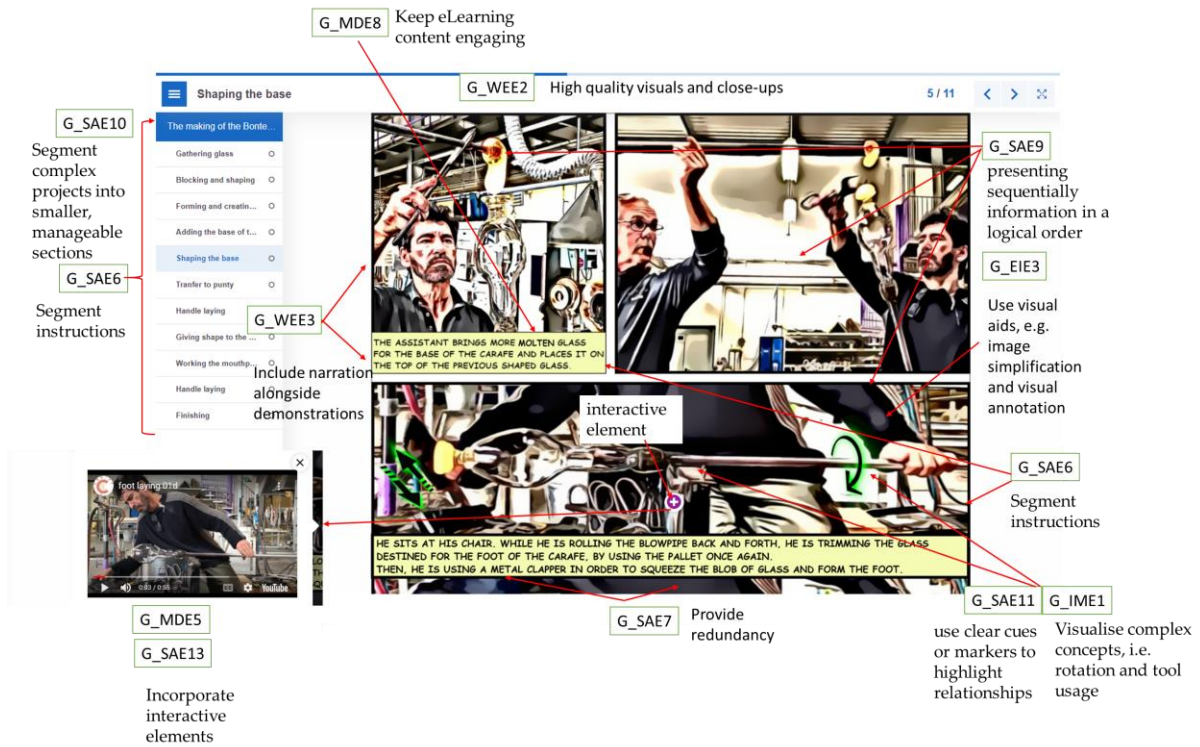 G_MDE8
Keep eLearning
content engaging
Shaping the base
G_WEE2
High quality visuals and close-ups
5 / 11
G_SAE10
Segment
complex
projects into
smaller,
manageable
sections
G_SAE6
Segment
instructions
The making of the Bonte...
Gathering glass
Blocking and shaping
Forming and creatin...
Adding the base of t...
Shaping the base
Tranfer to punty
Handle laying
Giving shape to the ...
Working the mouthp...
Handle laying
Finishing
G_WEE3
Include narration
alongside
demonstrations
THE ASSISTANT BRINGS MORE MOLTEN GLASS
FOR THE BASE OF THE CARAFE AND PLACES IT ON
THE TOP OF THE PREVIOUS SHAPED GLASS.
G_SAE9
presenting
sequentially
information in a
logical order
G_EIE3
Use visual
aids, e.g.
image
simplification
and visual
annotation
interactive
element
G_SAE6
Segment
instructions
HE SITS AT HIS CHAIR. WHILE HE IS ROLLING THE BLOWPIPE BACK AND FORTH, HE IS TRIMMING THE GLASS
DESTINED FOR THE FOOT OF THE CARAFE, BY USING THE PALLET ONCE AGAIN.
THEN, HE IS USING A METAL CLAPPER IN ORDER TO SQUEEZE THE BLOB OF GLASS AND FORM THE FOOT.
foot laying 01d
0:03 / 0:55
YouTube
G_MDE5
G_SAE13
Incorporate
interactive
elements
G_SAE7
Provide
redundancy
G_SAE11
use clear cues
or markers to
highlight
relationships
G_IME1
Visualise complex
concepts, i.e.
rotation and tool
usage